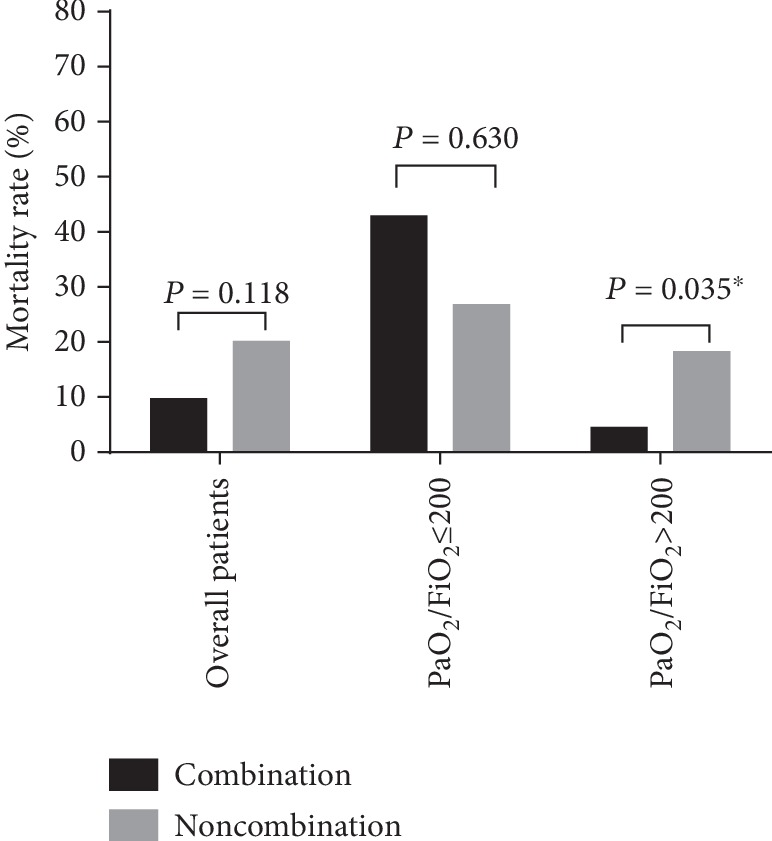 Mortality rate (%)
80
70
60
50
40
30
20
10
0
P = 0.118
P = 0.630
P = 0.035*
Overall patients
PaO₂/FiO₂≤200
PaO₂/FiO₂>200
Combination
Noncombination